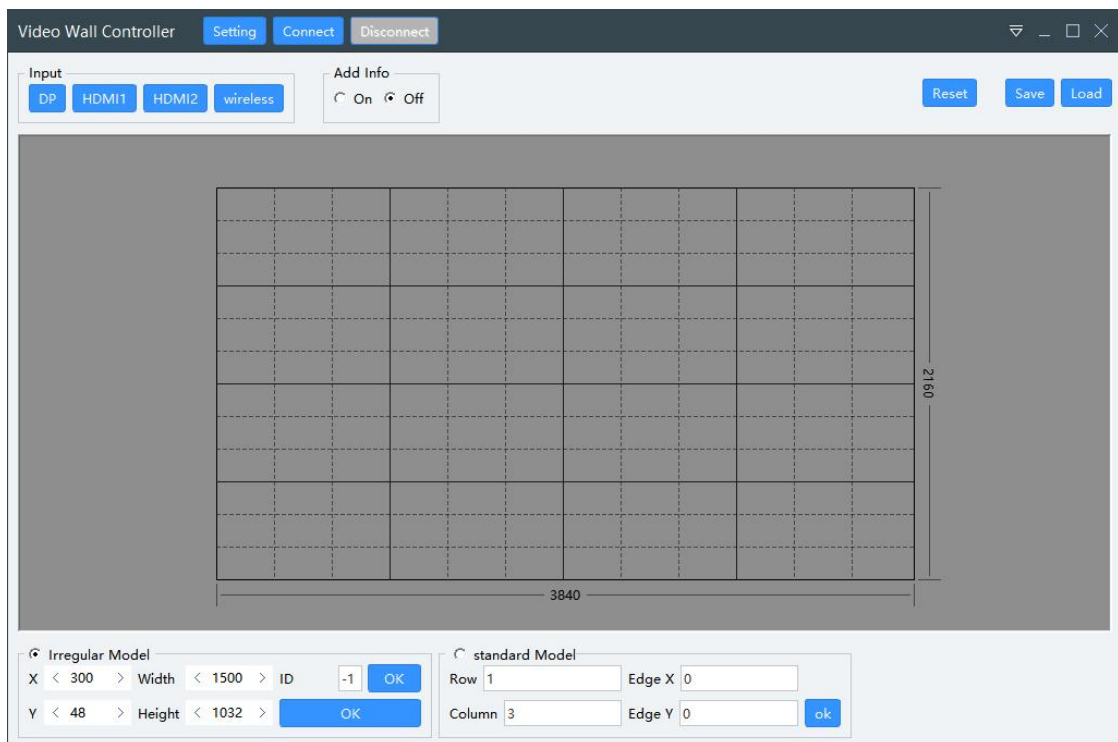 Video Wall Controller Setting Connect Disconnect
Input Add Info
DP HDMI1 HDMI2 wireless On Off Reset Save Load
2160
3840
Irregular Model standard Model
X < 300 > Width < 1500 > ID -1 OK Row 1 Edge X 0
Y < 48 > Height < 1032 > OK Column 3 Edge Y 0 ok